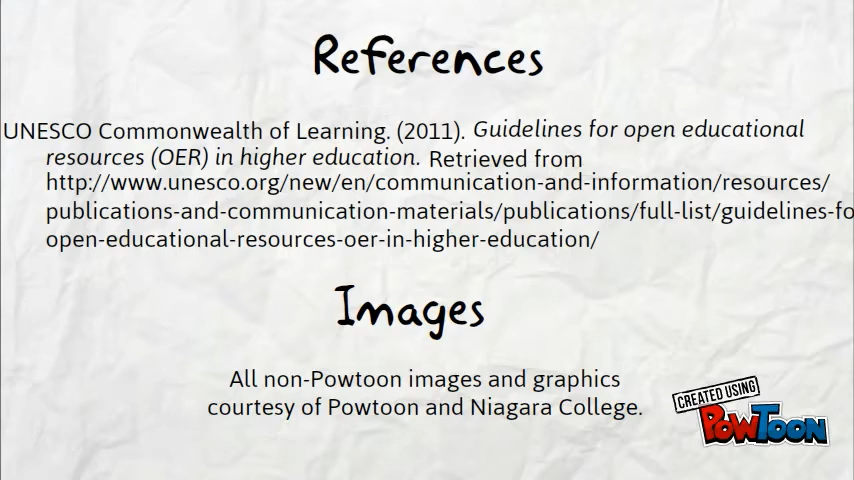 References
UNESCO Commonwealth of Learning. (2011). Guidelines for open educational
resources (OER) in higher education. Retrieved from
http://www.unesco.org/new/en/communication-and-information/resources/
publications-and-communication-materials/publications/full-list/guidelines-fo
open-educational-resources-oer-in-higher-education/
Images
All non-Powtoon images and graphics
courtesy of Powtoon and Niagara College.
CREATED USING
POWTOON